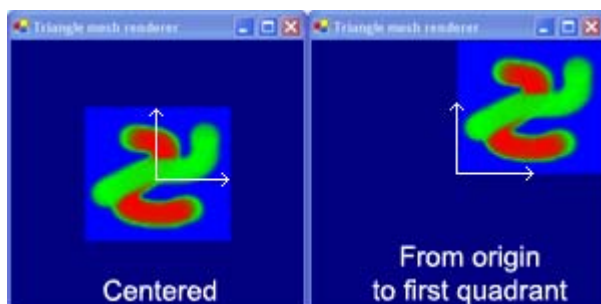 Triangle mesh renderer
Triangle mesh renderer
Centered
From origin
to first quadrant